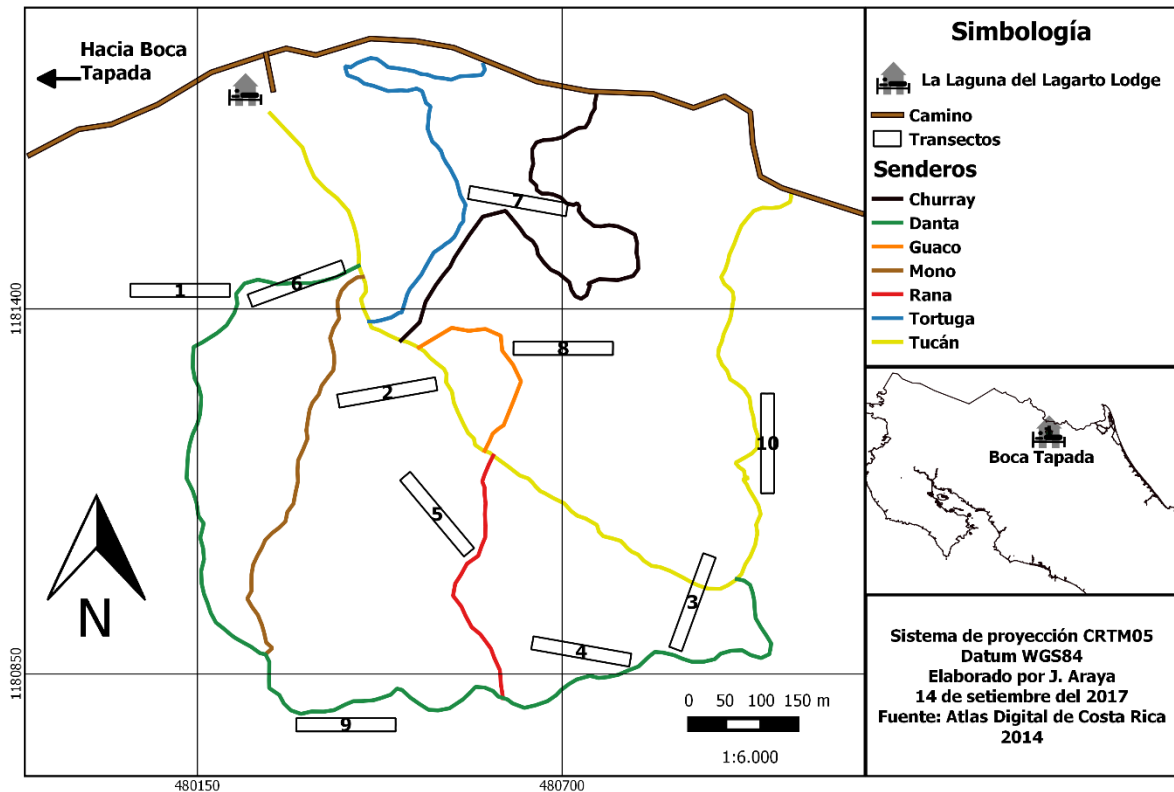 Hacia Boca
Tapada
7
1
6
8
2
10
5
3
4
9
N
0 50 100 150 m
1:6.000
1181400
1180850
480150
480700
Simbología
La Laguna del Lagarto Lodge
Camino
Transectos
Senderos
Churray
Danta
Guaco
Mono
Rana
Tortuga
Tucán
Boca Tapada
Sistema de proyección CRTM05
Datum WGS84
Elaborado por J. Araya
14 de setiembre del 2017
Fuente: Atlas Digital de Costa Rica
2014